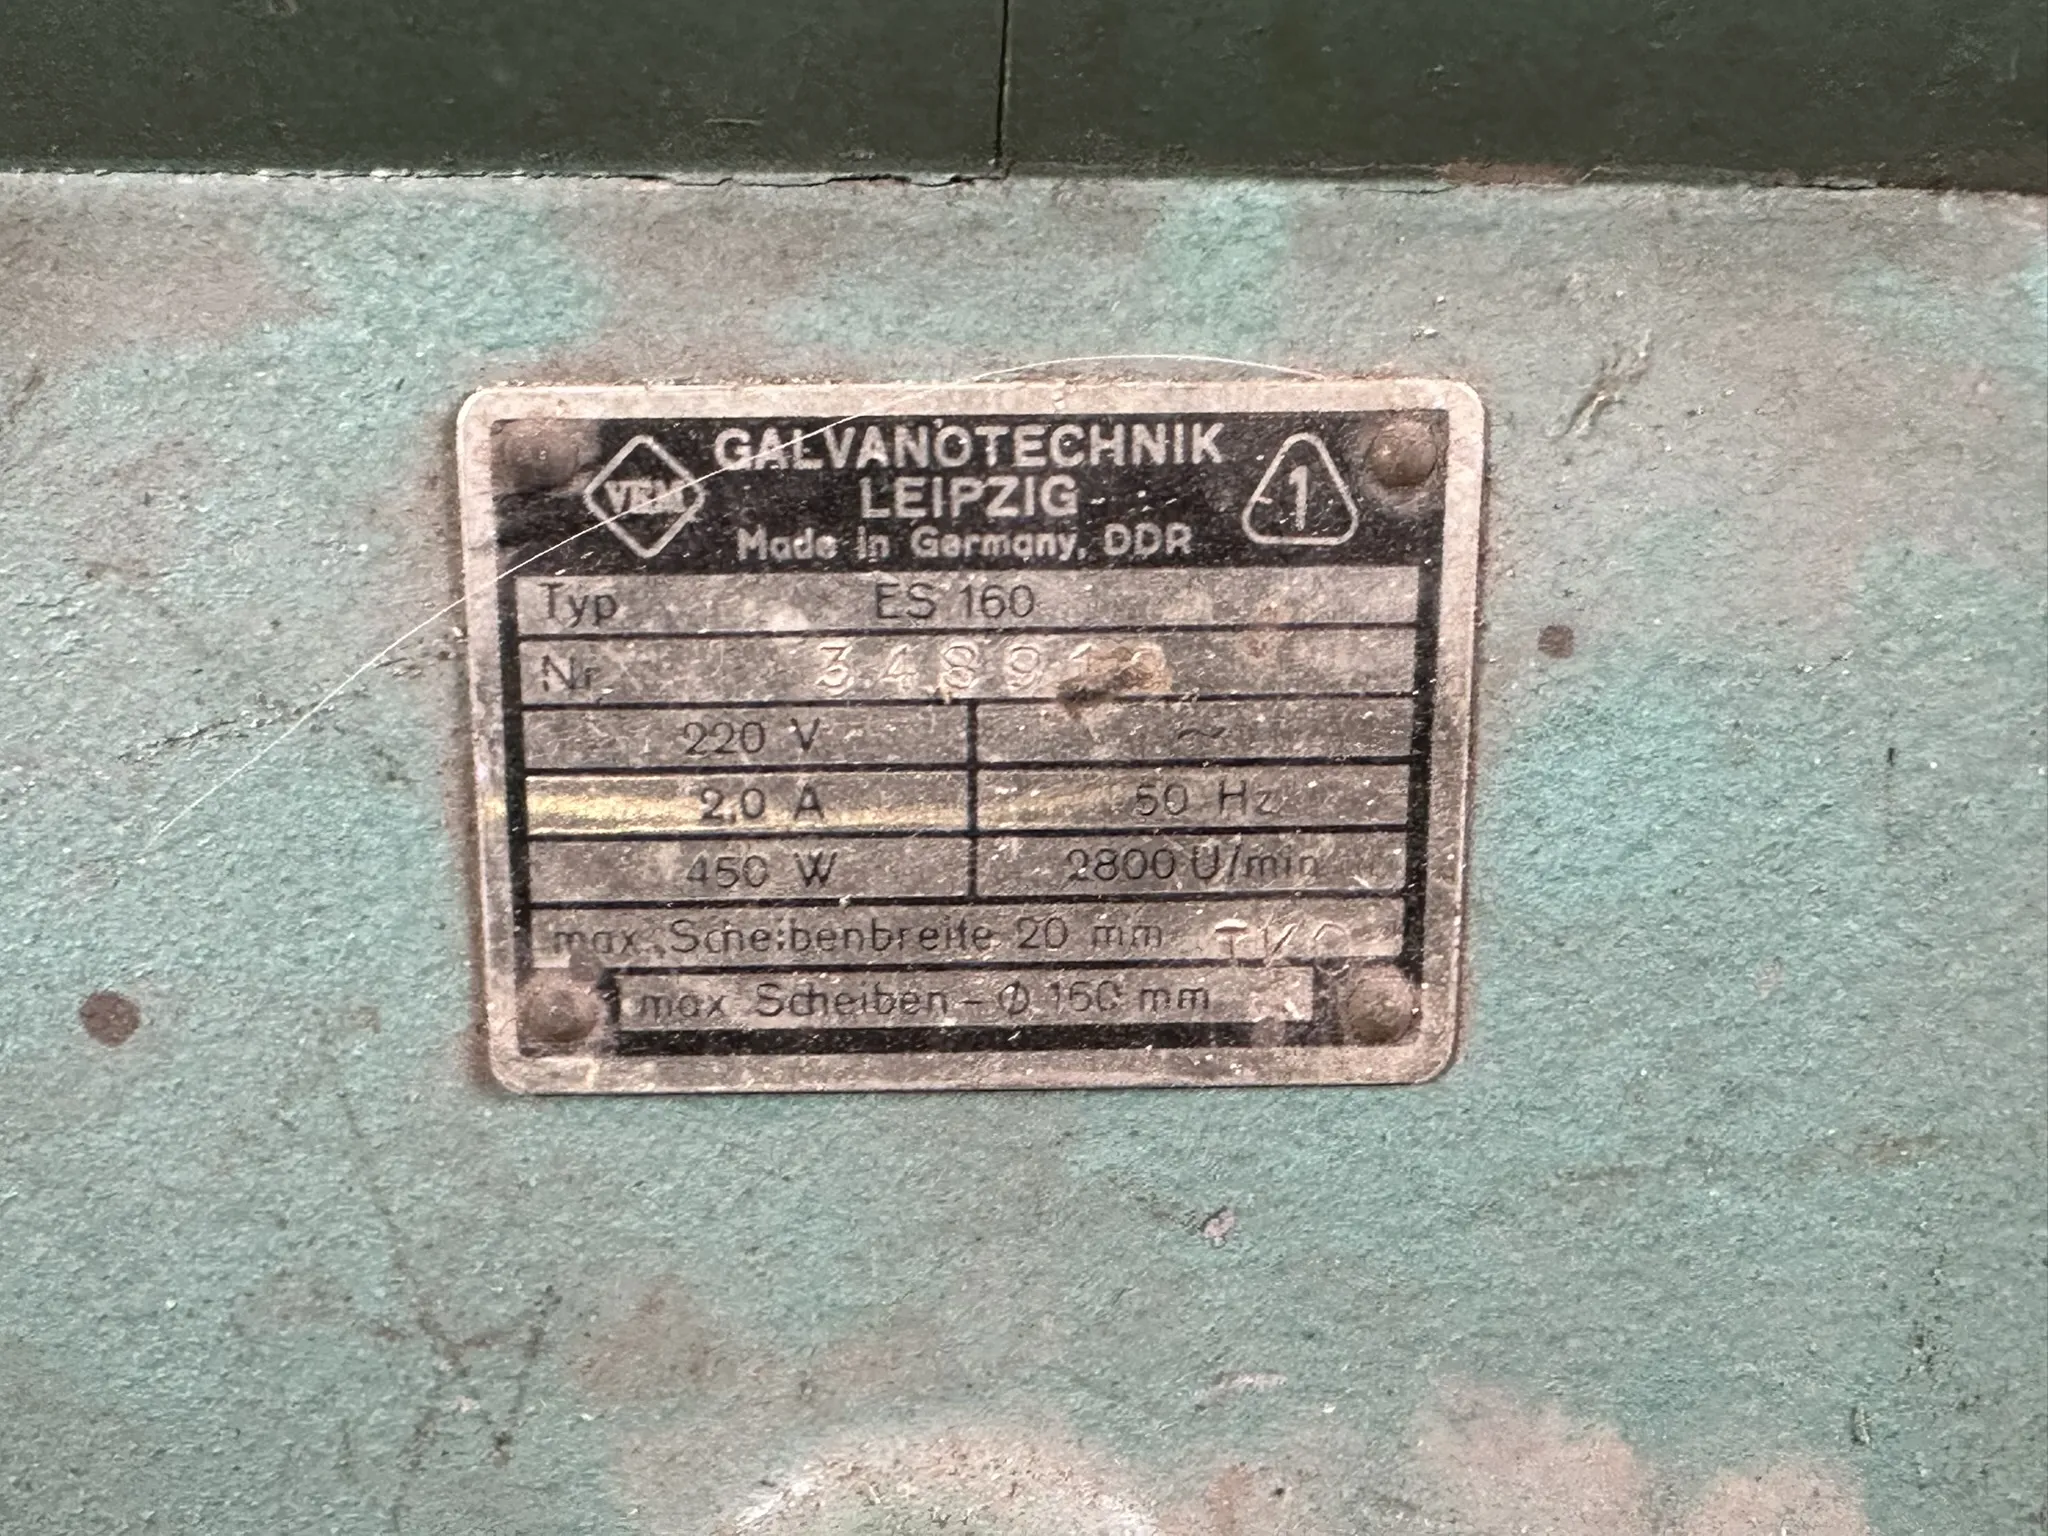 VEM
GALVANOTECHNIK
LEIPZIG
Made in Germany, DDR
1
Typ ES 160
Nr
220 V ~
2,0 A 50 Hz
450 W 2800 U/min
max. Scheibenbreite 20 mm
max Scheiben-⌀ 160 mm